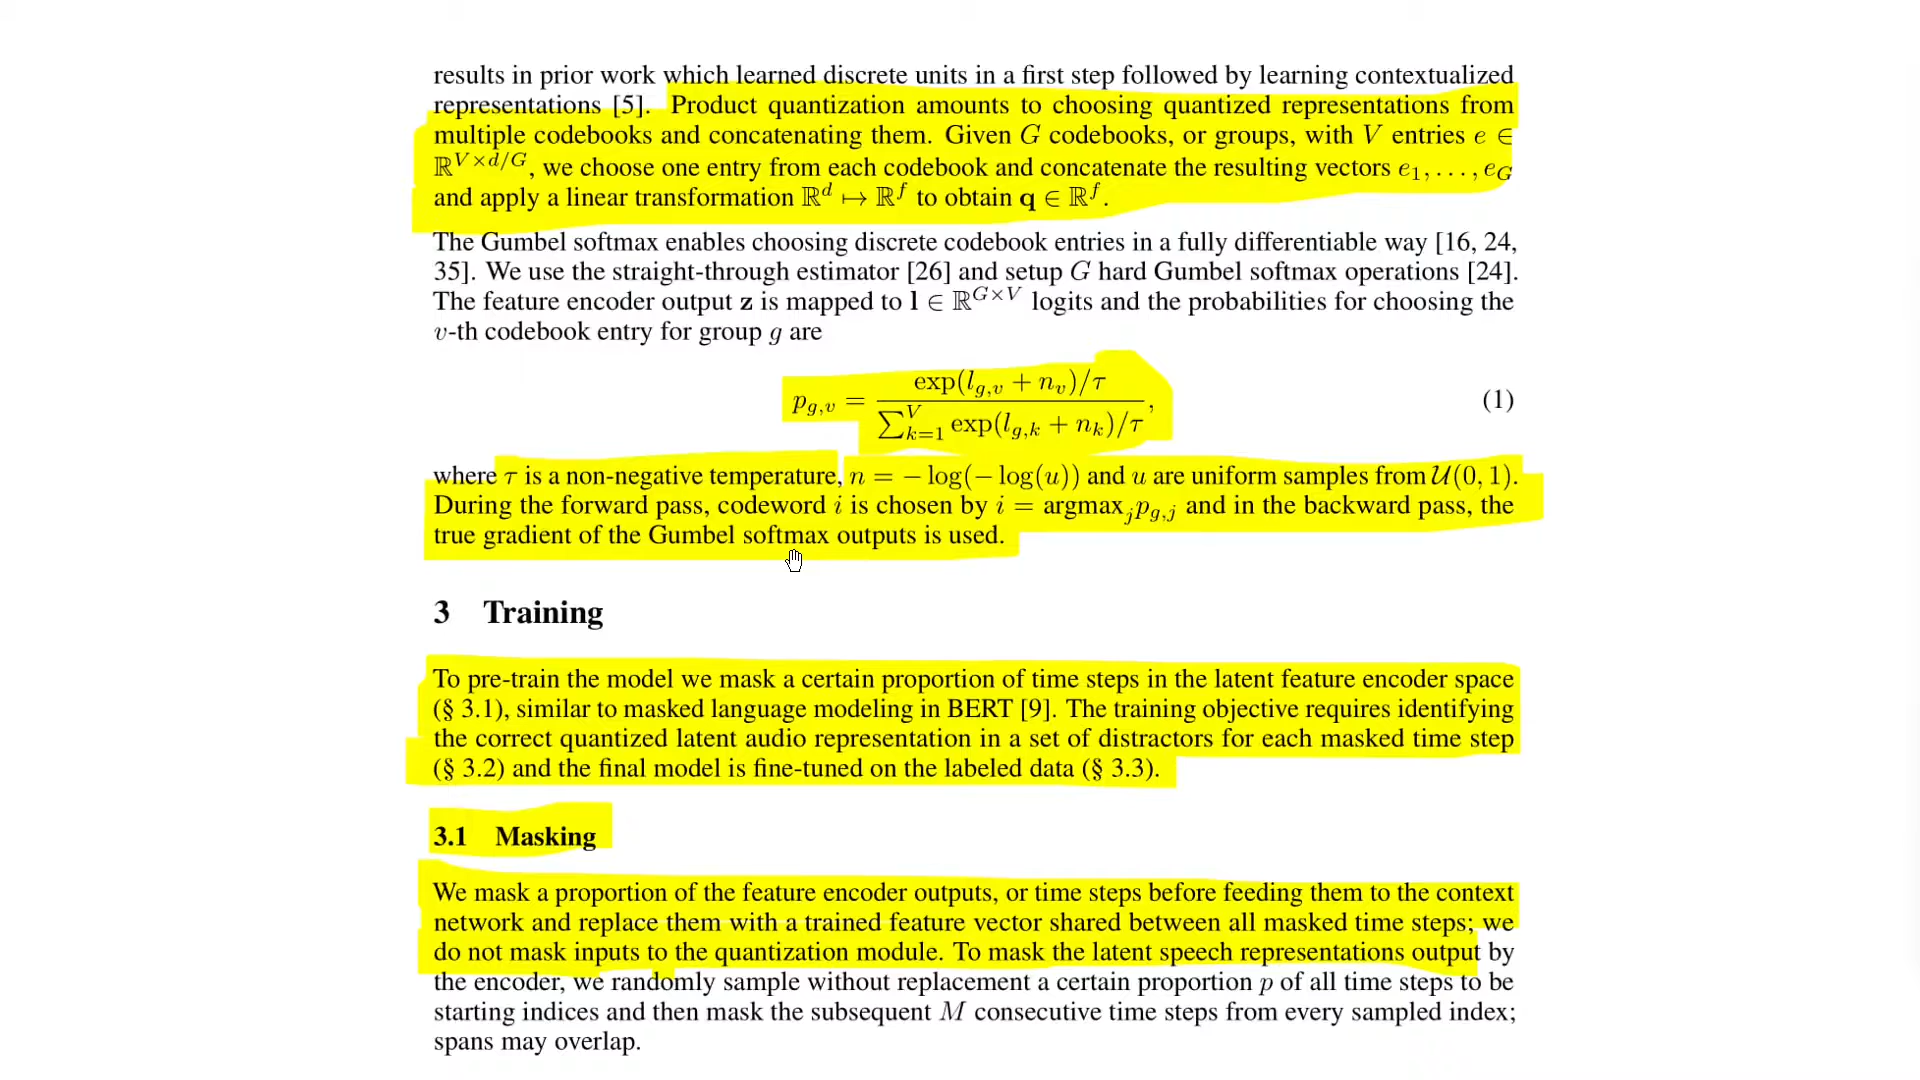 results in prior work which learned discrete units in a first step followed by learning contextualized
representations [5]. Product quantization amounts to choosing quantized representations from
multiple codebooks and concatenating them. Given G codebooks, or groups, with V entries e ∈
ℝ^{V×d/G}, we choose one entry from each codebook and concatenate the resulting vectors e₁, . . . , e_G
and apply a linear transformation ℝ^d ↦ ℝ^f to obtain q ∈ ℝ^f.
The Gumbel softmax enables choosing discrete codebook entries in a fully differentiable way [16, 24,
35]. We use the straight-through estimator [26] and setup G hard Gumbel softmax operations [24].
The feature encoder output z is mapped to l ∈ ℝ^{G×V} logits and the probabilities for choosing the
v-th codebook entry for group g are
p_{g,v} = exp(l_{g,v} + n_v)/τ / ∑_{k=1}^V exp(l_{g,k} + n_k)/τ, (1)
where τ is a non-negative temperature, n = − log(− log(u)) and u are uniform samples from 𝒰(0, 1).
During the forward pass, codeword i is chosen by i = argmax_j p_{g,j} and in the backward pass, the
true gradient of the Gumbel softmax outputs is used.
3 Training
To pre-train the model we mask a certain proportion of time steps in the latent feature encoder space
(§ 3.1), similar to masked language modeling in BERT [9]. The training objective requires identifying
the correct quantized latent audio representation in a set of distractors for each masked time step
(§ 3.2) and the final model is fine-tuned on the labeled data (§ 3.3).
3.1 Masking
We mask a proportion of the feature encoder outputs, or time steps before feeding them to the context
network and replace them with a trained feature vector shared between all masked time steps; we
do not mask inputs to the quantization module. To mask the latent speech representations output by
the encoder, we randomly sample without replacement a certain proportion p of all time steps to be
starting indices and then mask the subsequent M consecutive time steps from every sampled index;
spans may overlap.